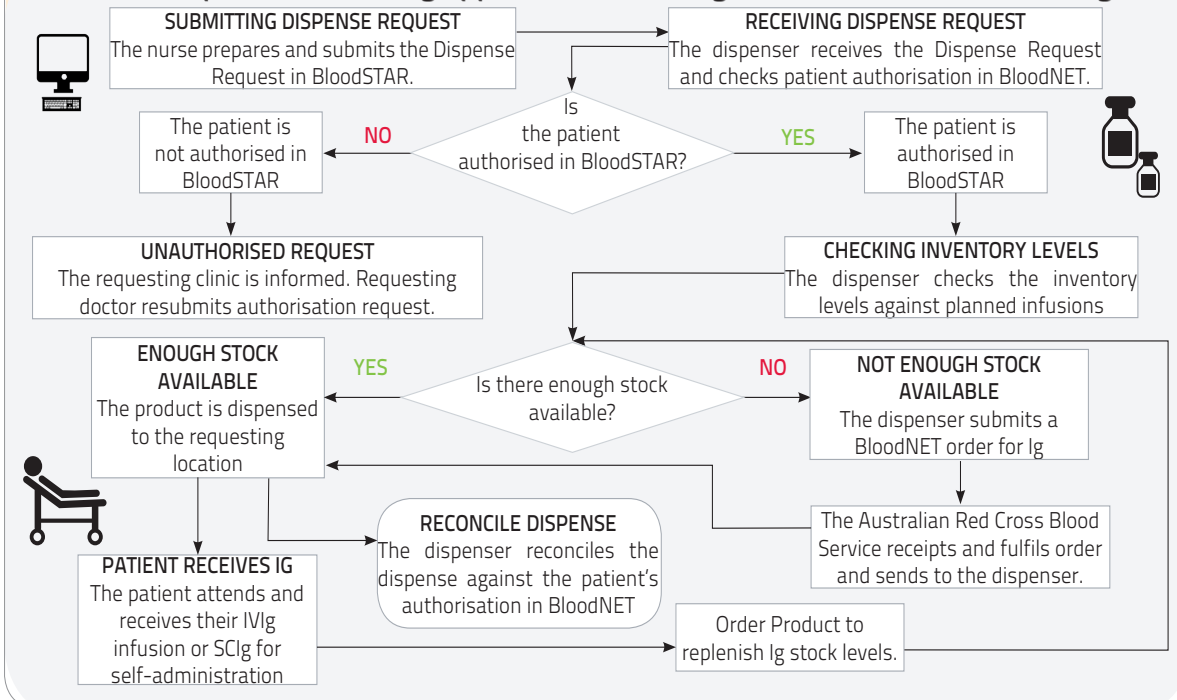 SUBMITTING DISPENSE REQUEST
The nurse prepares and submits the Dispense
Request in BloodSTAR.
RECEIVING DISPENSE REQUEST
The dispenser receives the Dispense Request
and checks patient authorisation in BloodNET.
Is
the patient
authorised in BloodSTAR?
NO
YES
The patient is
not authorised in
BloodSTAR
The patient is
authorised in
BloodSTAR
UNAUTHORISED REQUEST
The requesting clinic is informed. Requesting
doctor resubmits authorisation request.
CHECKING INVENTORY LEVELS
The dispenser checks the inventory
levels against planned infusions
ENOUGH STOCK
AVAILABLE
The product is dispensed
to the requesting
location
YES
Is there enough stock
available?
NO
NOT ENOUGH STOCK
AVAILABLE
The dispenser submits a
BloodNET order for Ig
RECONCILE DISPENSE
The dispenser reconciles the
dispense against the patient's
authorisation in BloodNET
The Australian Red Cross Blood
Service receipts and fulfils order
and sends to the dispenser.
PATIENT RECEIVES IG
The patient attends and
receives their IVIg
infusion or SCIg for
self-administration
Order Product to
replenish Ig stock levels.